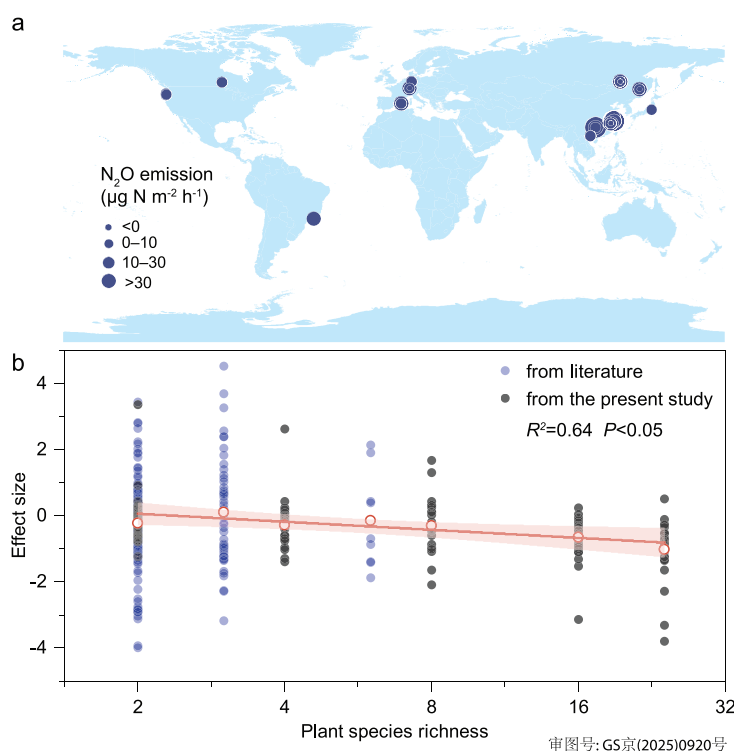 a
N₂O emission
(µg N m⁻² h⁻¹)
<0
0–10
10–30
>30
b
from literature
from the present study
R²=0.64 P<0.05
4
2
0
-2
-4
Effect size
2 4 8 16 32
Plant species richness
审图号: GS京(2025)0920号